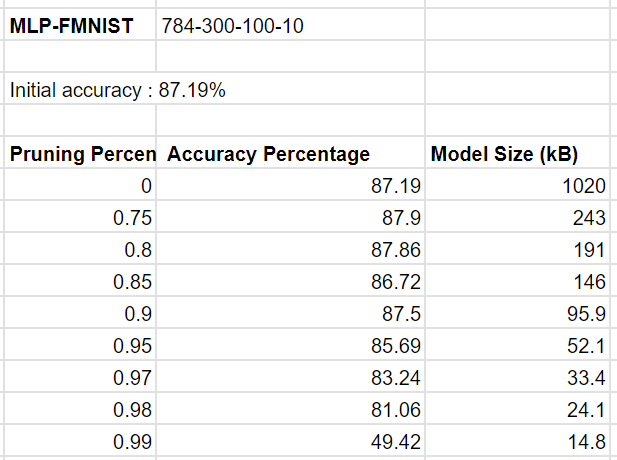 MLP-FMNIST 784-300-100-10
Initial accuracy : 87.19%
Pruning Percen Accuracy Percentage Model Size (kB)
0 87.19 1020
0.75 87.9 243
0.8 87.86 191
0.85 86.72 146
0.9 87.5 95.9
0.95 85.69 52.1
0.97 83.24 33.4
0.98 81.06 24.1
0.99 49.42 14.8